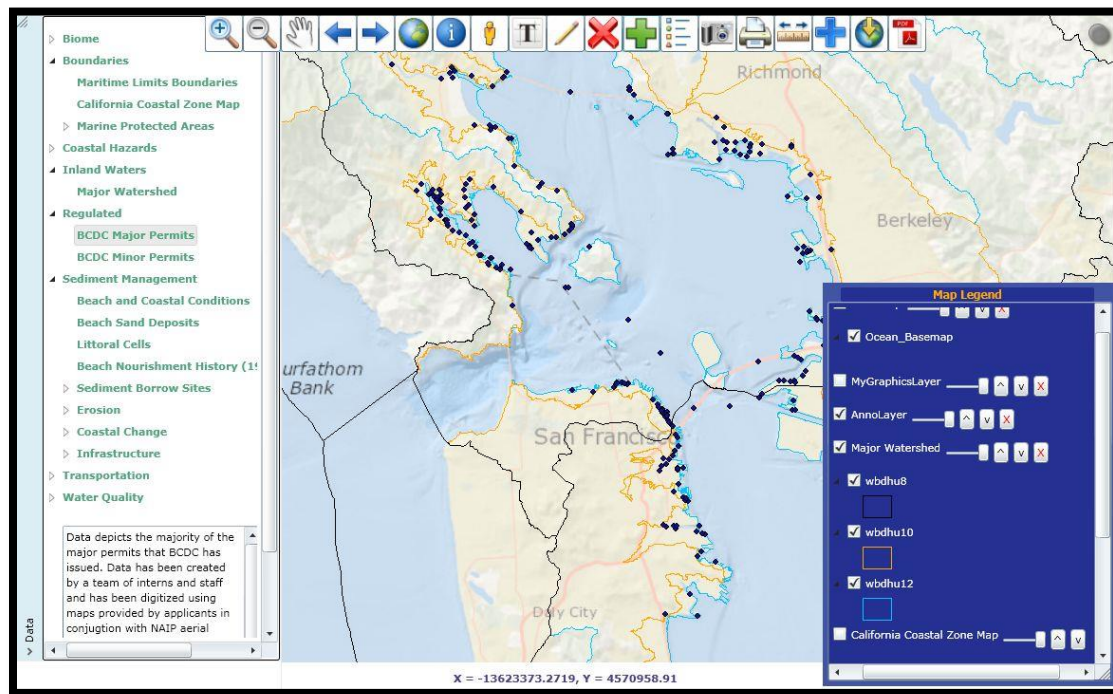 Biome
Boundaries
Maritime Limits Boundaries
California Coastal Zone Map
Marine Protected Areas
Coastal Hazards
Inland Waters
Major Watershed
Regulated
BCDC Major Permits
BCDC Minor Permits
Sediment Management
Beach and Coastal Conditions
Beach Sand Deposits
Littoral Cells
Beach Nourishment History (19
Sediment Borrow Sites
Erosion
Coastal Change
Infrastructure
Transportation
Water Quality
Data depicts the majority of the
major permits that BCDC has
issued. Data has been created
by a team of interns and staff
and has been digitized using
maps provided by applicants in
conjugtion with NAIP aerial
Data
T
PDF
Richmond
Berkeley
urfathom
Bank
San Francisco
Daly City
Map Legend
Ocean_Basemap
MyGraphicsLayer ^ v X
AnnoLayer ^ v X
Major Watershed ^ v X
wbdhu8
wbdhu10
wbdhu12
California Coastal Zone Map ^ v
X = -13623373.2719, Y = 4570958.91